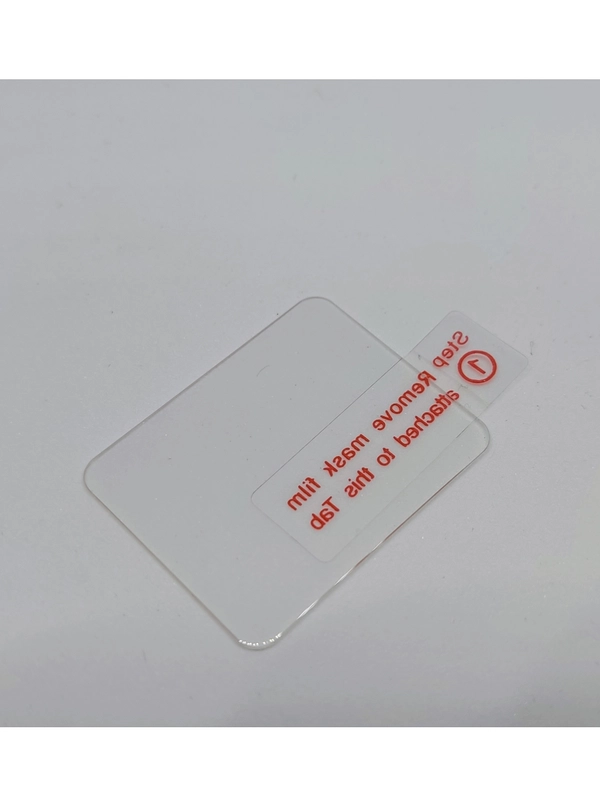 Step ①
Remove mask film
attached to this Tab